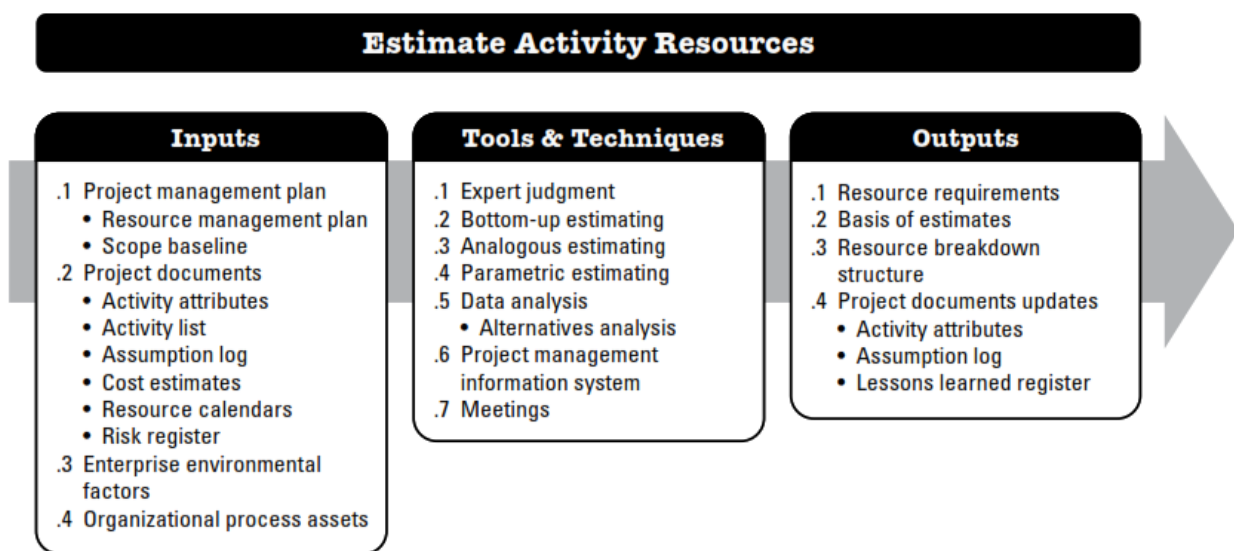 Estimate Activity Resources
Inputs
.1 Project management plan
• Resource management plan
• Scope baseline
.2 Project documents
• Activity attributes
• Activity list
• Assumption log
• Cost estimates
• Resource calendars
• Risk register
.3 Enterprise environmental
factors
.4 Organizational process assets
Tools & Techniques
.1 Expert judgment
.2 Bottom-up estimating
.3 Analogous estimating
.4 Parametric estimating
.5 Data analysis
• Alternatives analysis
.6 Project management
information system
.7 Meetings
Outputs
.1 Resource requirements
.2 Basis of estimates
.3 Resource breakdown
structure
.4 Project documents updates
• Activity attributes
• Assumption log
• Lessons learned register